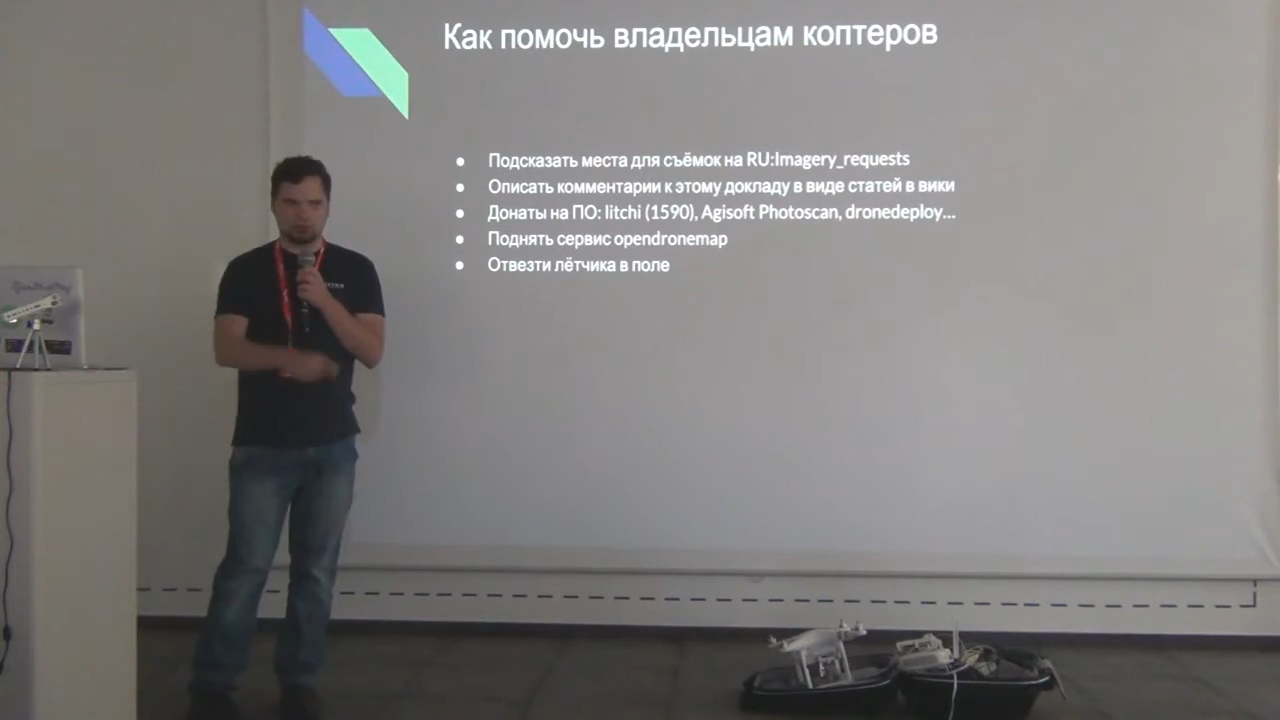 Как помочь владельцам коптеров
● Подсказать места для съёмок на RU:Imagery_requests
● Описать комментарии к этому докладу в виде статей в вики
● Донаты на ПО: litchi (1590), Agisoft Photoscan, dronedeploy...
● Поднять сервис opendronemap
● Отвезти лётчика в поле